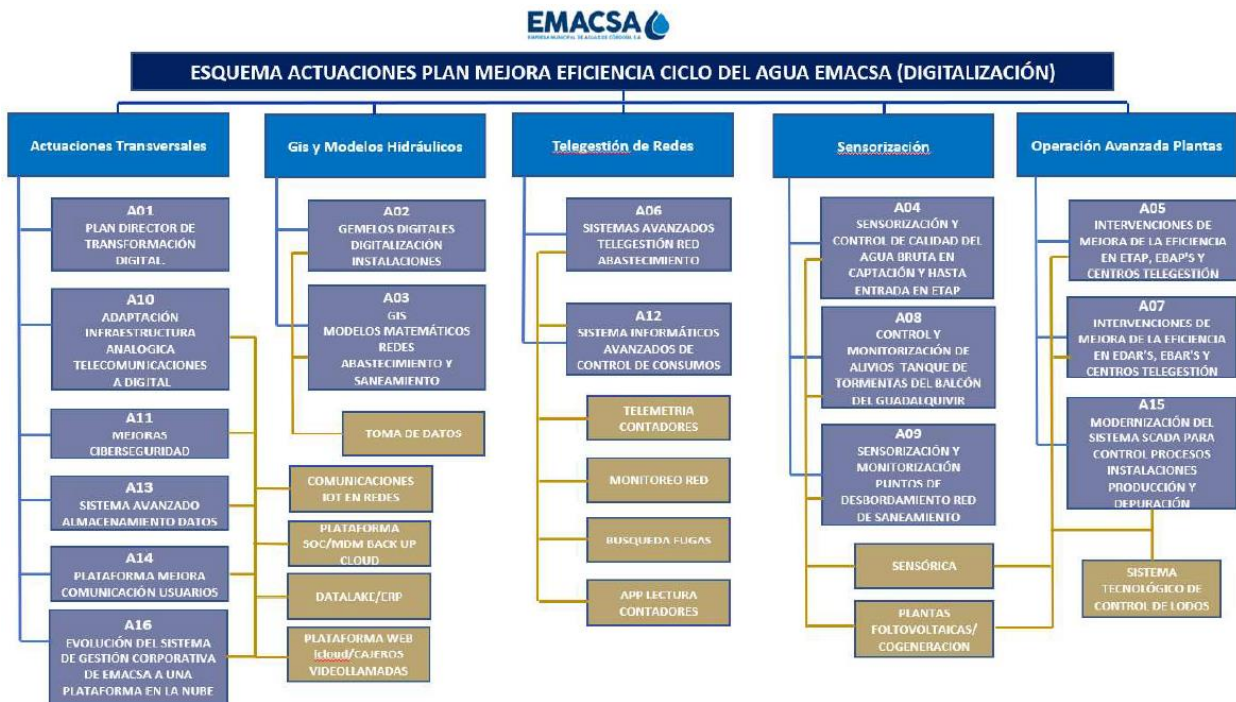 EMACSA
EMPRESA MUNICIPAL DE AGUAS DE CÓRDOBA, S.A.
ESQUEMA ACTUACIONES PLAN MEJORA EFICIENCIA CICLO DEL AGUA EMACSA (DIGITALIZACIÓN)
Actuaciones Transversales
A01
PLAN DIRECTOR DE
TRANSFORMACIÓN
DIGITAL.
A10
ADAPTACIÓN
INFRAESTRUCTURA
ANALOGICA
TELECOMUNICACIONES
A DIGITAL
A11
MEJORAS
CIBERSEGURIDAD
A13
SISTEMA AVANZADO
ALMACENAMIENTO DATOS
A14
PLATAFORMA MEJORA
COMUNICACIÓN USUARIOS
A16
EVOLUCIÓN DEL SISTEMA
DE GESTIÓN CORPORATIVA
DE EMACSA A UNA
PLATAFORMA EN LA NUBE
Gis y Modelos Hidráulicos
A02
GEMELOS DIGITALES
DIGITALIZACIÓN
INSTALACIONES
A03
GIS
MODELOS MATEMÁTICOS
REDES
ABASTECIMIENTO Y
SANEAMIENTO
TOMA DE DATOS
COMUNICACIONES
IOT EN REDES
PLATAFORMA
SOC/MDM BACK UP
CLOUD
DATALAKE/ERP
PLATAFORMA WEB
icloud/CAJEROS
VIDEOLLAMADAS
Telegestión de Redes
A06
SISTEMAS AVANZADOS
TELEGESTIÓN RED
ABASTECIMIENTO
A12
SISTEMA INFORMÁTICOS
AVANZADOS DE
CONTROL DE CONSUMOS
TELEMETRIA
CONTADORES
MONITOREO RED
BUSQUEDA FUGAS
APP LECTURA
CONTADORES
Sensorización
A04
SENSORIZACIÓN Y
CONTROL DE CALIDAD DEL
AGUA BRUTA EN
CAPTACIÓN Y HASTA
ENTRADA EN ETAP
A08
CONTROL Y
MONITORIZACIÓN DE
ALIVIOS TANQUE DE
TORMENTAS DEL BALCÓN
DEL GUADALQUIVIR
A09
SENSORIZACIÓN Y
MONITORIZACIÓN
PUNTOS DE
DESBORDAMIENTO RED
DE SANEAMIENTO
SENSÓRICA
PLANTAS
FOLTOVOLTAICAS/
COGENERACION
Operación Avanzada Plantas
A05
INTERVENCIONES DE
MEJORA DE LA EFICIENCIA
EN ETAP, EBAP'S Y
CENTROS TELEGESTIÓN
A07
INTERVENCIONES DE
MEJORA DE LA EFICIENCIA
EN EDAR'S, EBAR'S Y
CENTROS TELEGESTIÓN
A15
MODERNIZACIÓN DEL
SISTEMA SCADA PARA
CONTROL PROCESOS
INSTALACIONES
PRODUCCIÓN Y
DEPURACIÓN
SISTEMA
TECNOLÓGICO DE
CONTROL DE LODOS